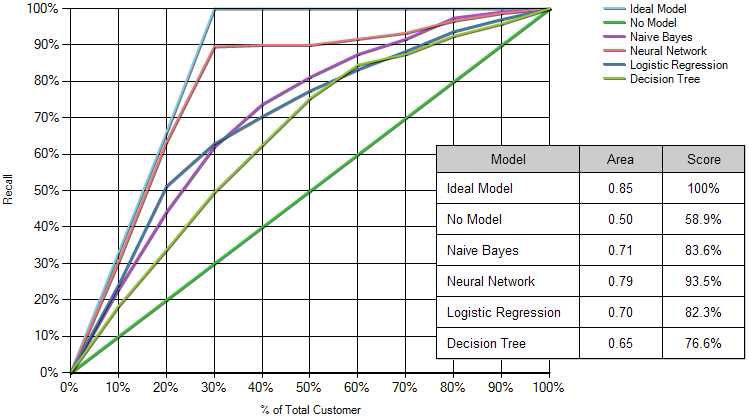 100%
90%
80%
70%
60%
50%
40%
30%
20%
10%
0%
Recall
0% 10% 20% 30% 40% 50% 60% 70% 80% 90% 100%
% of Total Customer
Ideal Model
No Model
Naive Bayes
Neural Network
Logistic Regression
Decision Tree
Model Area Score
Ideal Model 0.85 100%
No Model 0.50 58.9%
Naive Bayes 0.71 83.6%
Neural Network 0.79 93.5%
Logistic Regression 0.70 82.3%
Decision Tree 0.65 76.6%